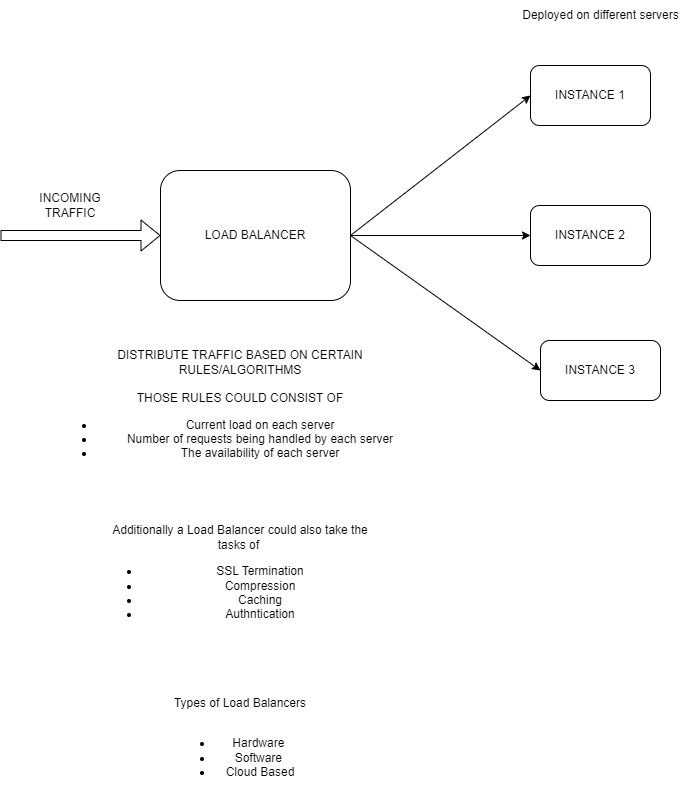 Deployed on different servers
INSTANCE 1
INCOMING
TRAFFIC
LOAD BALANCER
INSTANCE 2
INSTANCE 3
DISTRIBUTE TRAFFIC BASED ON CERTAIN
RULES/ALGORITHMS
THOSE RULES COULD CONSIST OF
• Current load on each server
• Number of requests being handled by each server
• The availability of each server
Additionally a Load Balancer could also take the
tasks of
• SSL Termination
• Compression
• Caching
• Authntication
Types of Load Balancers
• Hardware
• Software
• Cloud Based